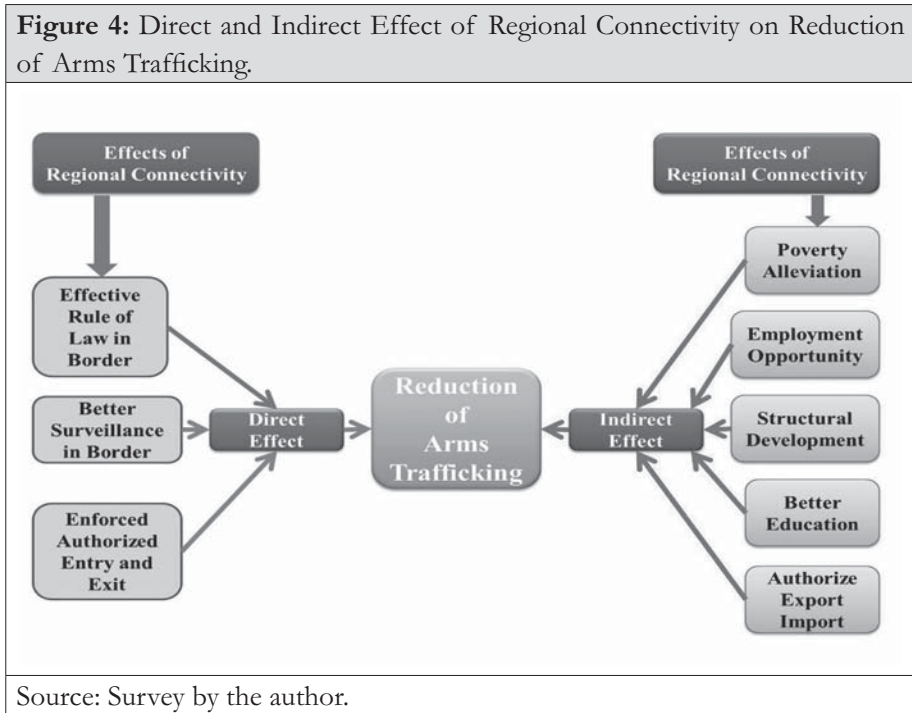 Figure 4: Direct and Indirect Effect of Regional Connectivity on Reduction
of Arms Trafficking.
Effects of
Regional Connectivity
Effective
Rule of
Law in
Border
Better
Surveillance
in Border
Enforced
Authorized
Entry and
Exit
Direct
Effect
Reduction
of
Arms
Trafficking
Indirect
Effect
Effects of
Regional Connectivity
Poverty
Alleviation
Employment
Opportunity
Structural
Development
Better
Education
Authorize
Export
Import
Source: Survey by the author.